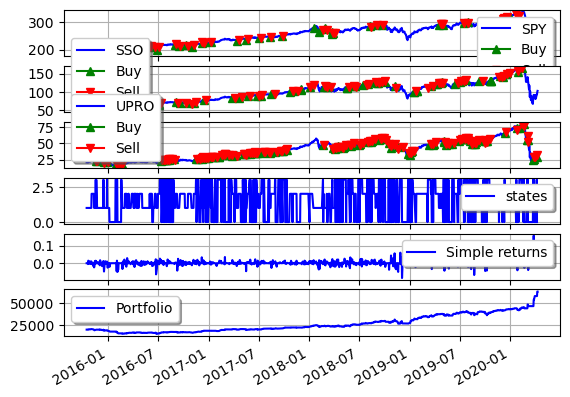 300
200
SPY
Buy
SSO
Buy
Sell
150
100
50
UPRO
Buy
Sell
75
50
25
2.5
0.0
states
0.1
0.0
Simple returns
50000
25000
Portfolio
2016-01
2016-07
2017-01
2017-07
2018-01
2018-07
2019-01
2019-07
2020-01